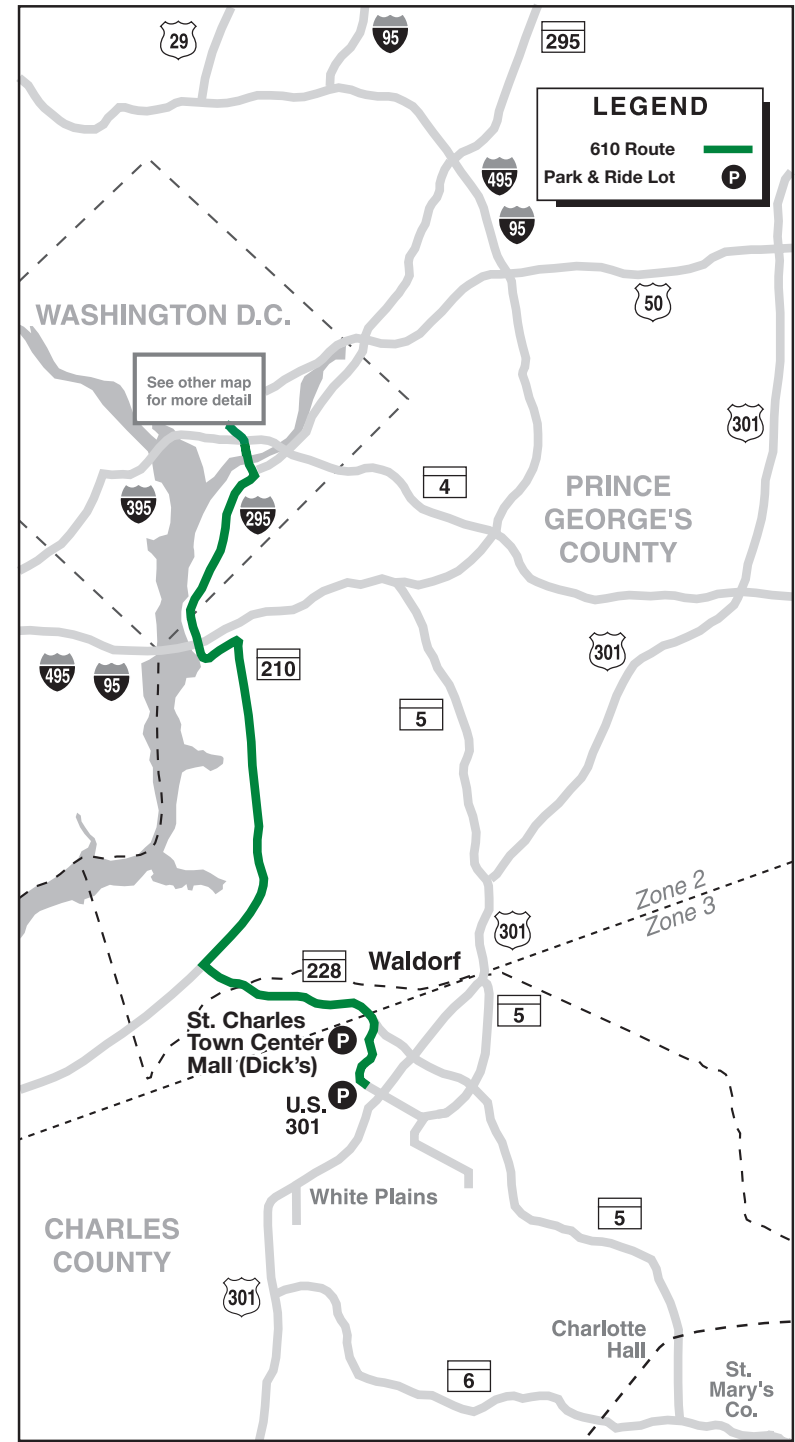 29
95
295
LEGEND
610 Route
Park & Ride Lot P
495
95
50
WASHINGTON D.C.
See other map
for more detail
301
395
295
4
PRINCE
GEORGE'S
COUNTY
495
95
210
301
5
Zone 2
Zone 3
301
228
Waldorf
5
St. Charles
Town Center
Mall (Dick's)
P
U.S.
301
P
White Plains
5
CHARLES
COUNTY
301
Charlotte
Hall
6
St.
Mary's
Co.